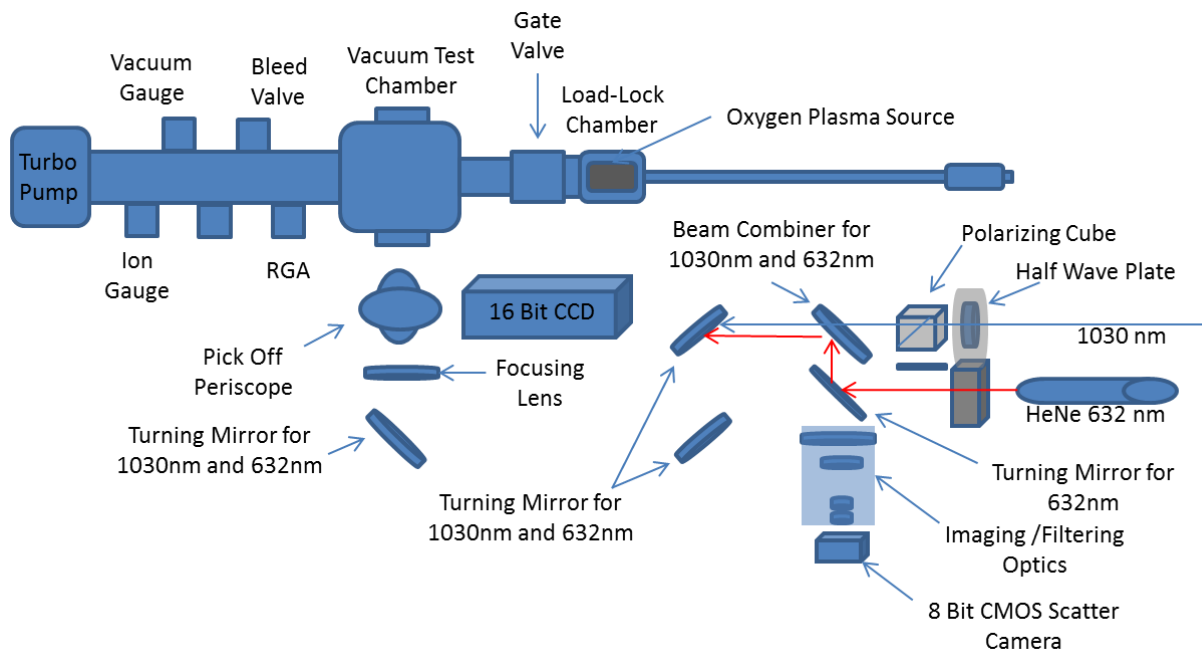 Gate
Valve
Vacuum
Gauge
Bleed
Valve
Vacuum Test
Chamber
Load-Lock
Chamber
Oxygen Plasma Source
Turbo
Pump
Ion
Gauge
RGA
Beam Combiner for
1030nm and 632nm
Polarizing Cube
Half Wave Plate
16 Bit CCD
1030 nm
Pick Off
Periscope
Focusing
Lens
HeNe 632 nm
Turning Mirror for
1030nm and 632nm
Turning Mirror for
1030nm and 632nm
Turning Mirror for
632nm
Imaging /Filtering
Optics
8 Bit CMOS Scatter
Camera